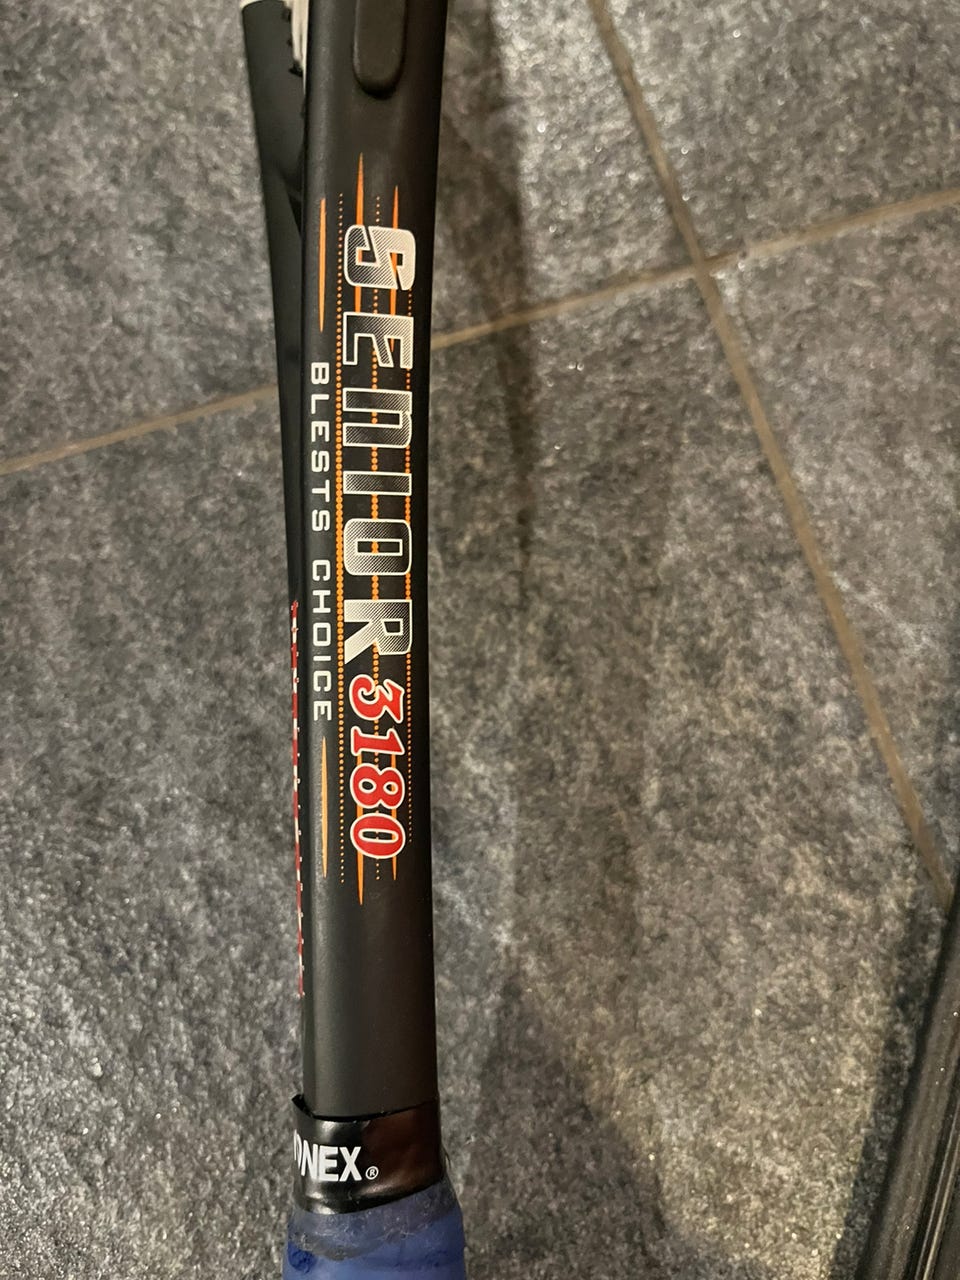 SENIOR 3180
BLESTS CHOICE
ONEX®